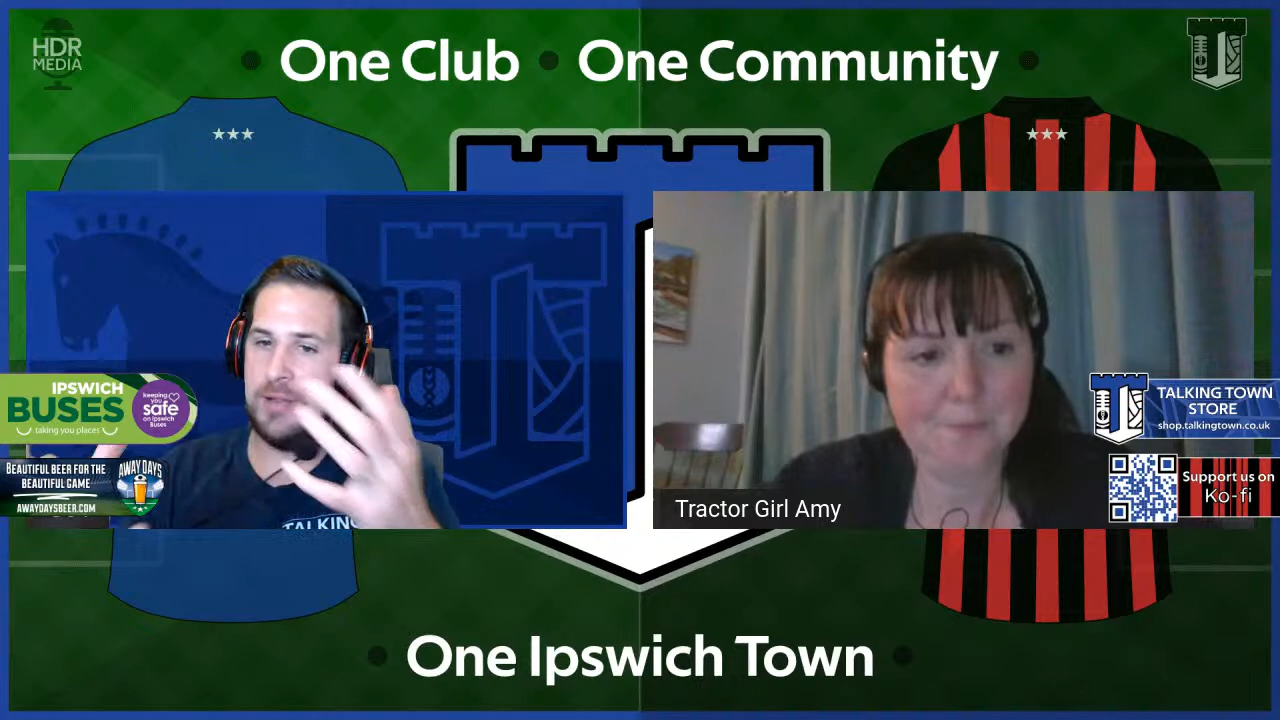 HDR
MEDIA
One Club • One Community
IPSWICH
BUSES
taking you places
keeping
you
safe
on Ipswich
Buses
BEAUTIFUL BEER FOR THE
BEAUTIFUL GAME
AWAYDAYSBEER.COM
AWAY DAYS
TALKING
Tractor Girl Amy
TALKING TOWN
STORE
shop.talkingtown.co.uk
Support us on
Ko-fi
One Ipswich Town